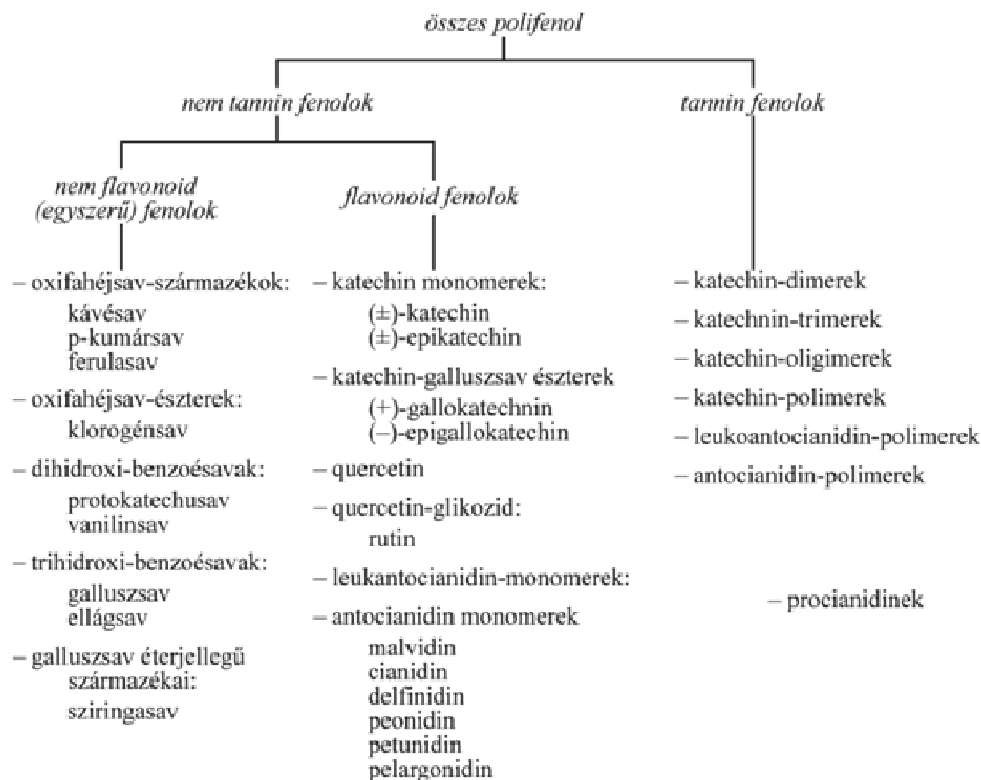 összes polifenol
nem tannin fenolok
tannin fenolok
nem flavonoid
(egyszerű) fenolok
flavonoid fenolok
– oxifahéjsav-származékok:
kávésav
p-kumársav
ferulasav
– oxifahéjsav-észterek:
klorogénsav
– dihidroxi-benzoésavak:
protokatechusav
vanilinsav
– trihidroxi-benzoésavak:
galluszsav
ellágsav
– galluszsav éterjellegű
származékai:
sziringasav
– katechin monomerek:
(±)-katechin
(±)-epikatechin
– katechin-galluszsav észterek
(+)-gallokatechnin
(–)-epigallokatechin
– quercetin
– quercetin-glikozid:
rutin
– leukantocianidin-monomerek:
– antocianidin monomerek
malvidin
cianidin
delfinidin
peonidin
petunidin
pelargonidin
– katechin-dimerek
– katechnin-trimerek
– katechin-oligimerek
– katechin-polimerek
– leukoantocianidin-polimerek
– antocianidin-polimerek
– procianidinek